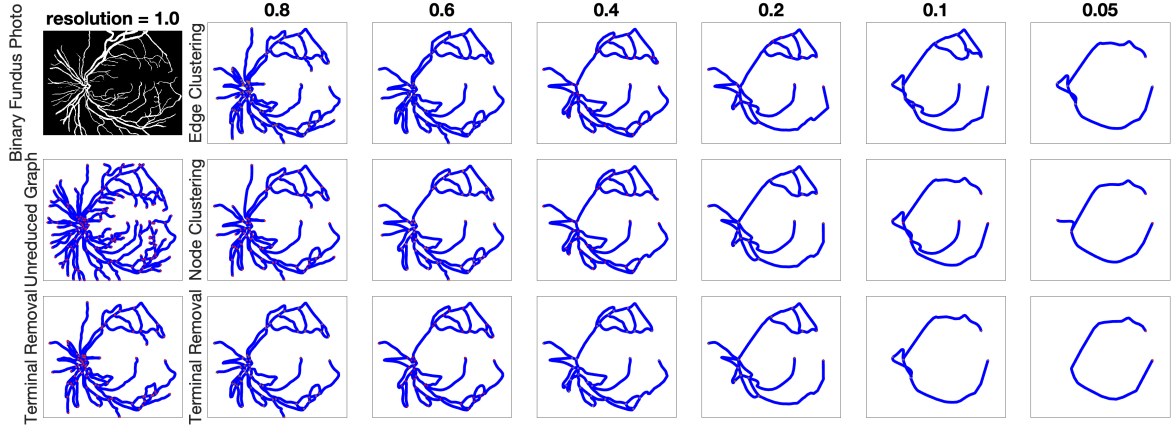 resolution = 1.0
0.8
0.6
0.4
0.2
0.1
0.05
Binary Fundus Photo
Edge Clustering
Unreduced Graph
Node Clustering
Terminal Removal
Terminal Removal